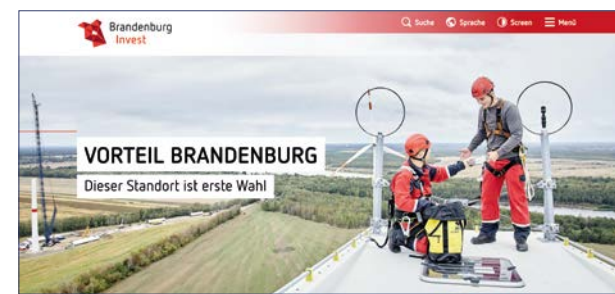 Brandenburg
Invest
Suche Sprache Screen Menü
VORTEIL BRANDENBURG
Dieser Standort ist erste Wahl